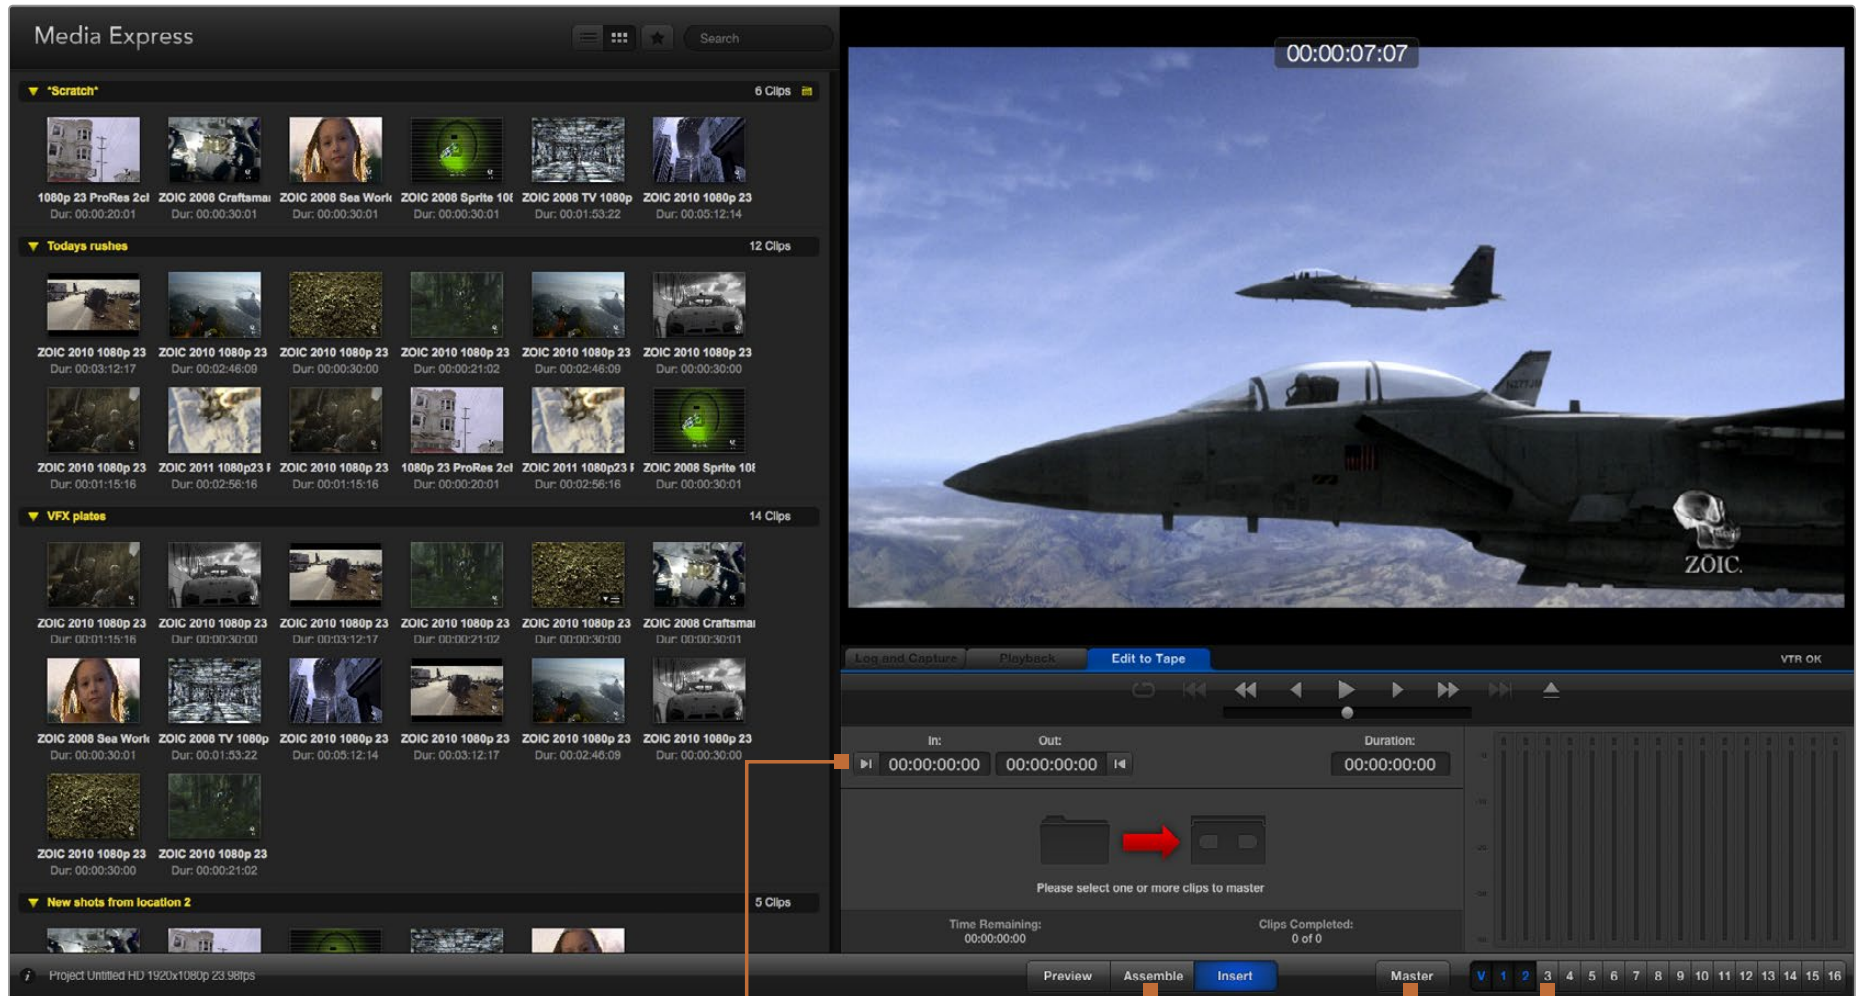 Media Express
Search
00:00:07:07
*Scratch* 6 Clips
1080p 23 ProRes 2cl ZOIC 2008 Craftsmai ZOIC 2008 Sea Work ZOIC 2008 Sprite 108 ZOIC 2008 TV 1080p ZOIC 2010 1080p 23
Dur: 00:00:20:01 Dur: 00:00:30:01 Dur: 00:00:30:01 Dur: 00:00:30:01 Dur: 00:01:53:22 Dur: 00:05:12:14
Todays rushes 12 Clips
ZOIC 2010 1080p 23 ZOIC 2010 1080p 23 ZOIC 2010 1080p 23 ZOIC 2010 1080p 23 ZOIC 2010 1080p 23 ZOIC 2010 1080p 23
Dur: 00:03:12:17 Dur: 00:02:46:09 Dur: 00:00:30:00 Dur: 00:00:21:02 Dur: 00:02:46:09 Dur: 00:00:30:00
ZOIC 2010 1080p 23 ZOIC 2011 1080p23 F ZOIC 2010 1080p 23 1080p 23 ProRes 2cl ZOIC 2011 1080p23 F ZOIC 2008 Sprite 108
Dur: 00:01:15:16 Dur: 00:02:56:16 Dur: 00:01:15:16 Dur: 00:00:20:01 Dur: 00:02:56:16 Dur: 00:00:30:01
VFX plates 14 Clips
ZOIC 2010 1080p 23 ZOIC 2010 1080p 23 ZOIC 2010 1080p 23 ZOIC 2010 1080p 23 ZOIC 2010 1080p 23 ZOIC 2008 Craftsmai
Dur: 00:01:15:16 Dur: 00:00:30:00 Dur: 00:03:12:17 Dur: 00:00:21:02 Dur: 00:00:30:00 Dur: 00:00:30:01
ZOIC 2008 Sea Work ZOIC 2008 TV 1080p ZOIC 2010 1080p 23 ZOIC 2010 1080p 23 ZOIC 2010 1080p 23 ZOIC 2010 1080p 23
Dur: 00:00:30:01 Dur: 00:01:53:22 Dur: 00:05:12:14 Dur: 00:03:12:17 Dur: 00:02:46:09 Dur: 00:00:30:00
ZOIC 2010 1080p 23 ZOIC 2010 1080p 23
Dur: 00:00:30:00 Dur: 00:00:21:02
New shots from location 2 5 Clips
Project Untitled HD 1920x1080p 23.98fps
ZOIC.
Log and Capture Playback Edit to Tape VTR OK
In: Out: Duration:
00:00:00:00 00:00:00:00 00:00:00:00
Please select one or more clips to master
Time Remaining: Clips Completed:
00:00:00:00 0 of 0
Preview Assemble Insert Master V 1 2 3 4 5 6 7 8 9 10 11 12 13 14 15 16